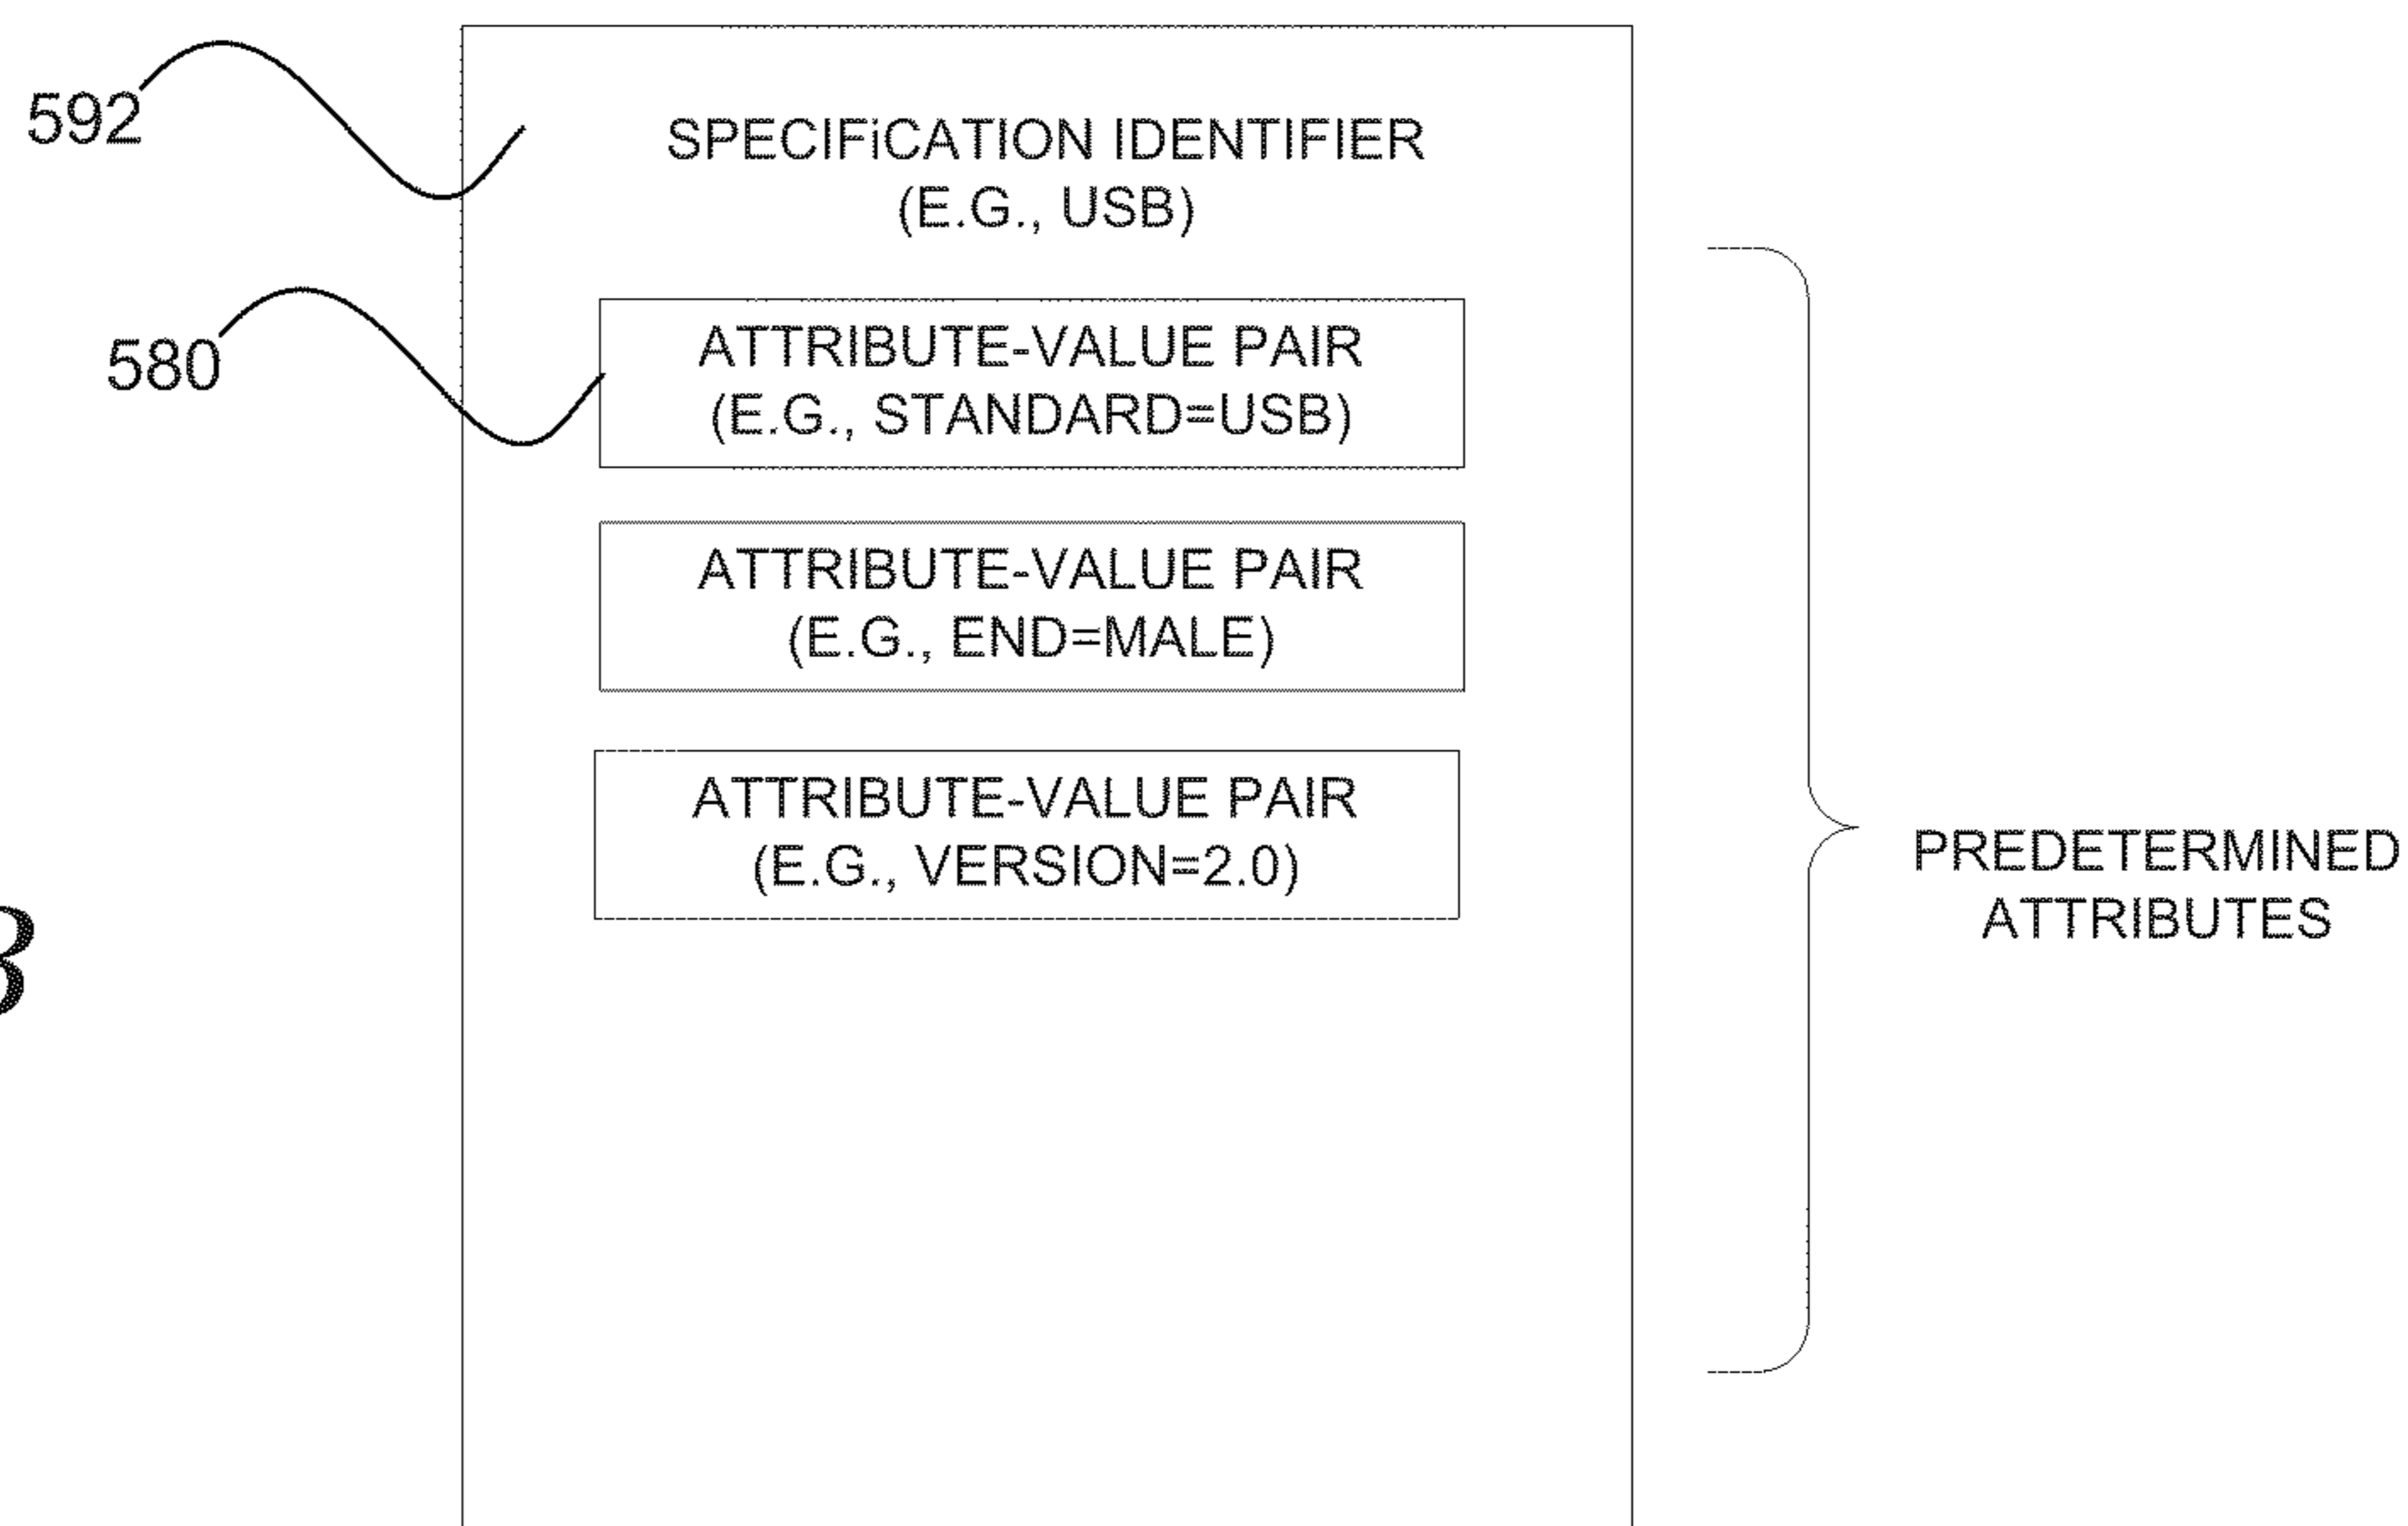 592
SPECIFiCATION IDENTIFIER
(E.G., USB)
580
ATTRIBUTE-VALUE PAIR
(E.G., STANDARD=USB)
ATTRIBUTE-VALUE PAIR
(E.G., END=MALE)
ATTRIBUTE-VALUE PAIR
(E.G., VERSION=2.0)
PREDETERMINED
ATTRIBUTES